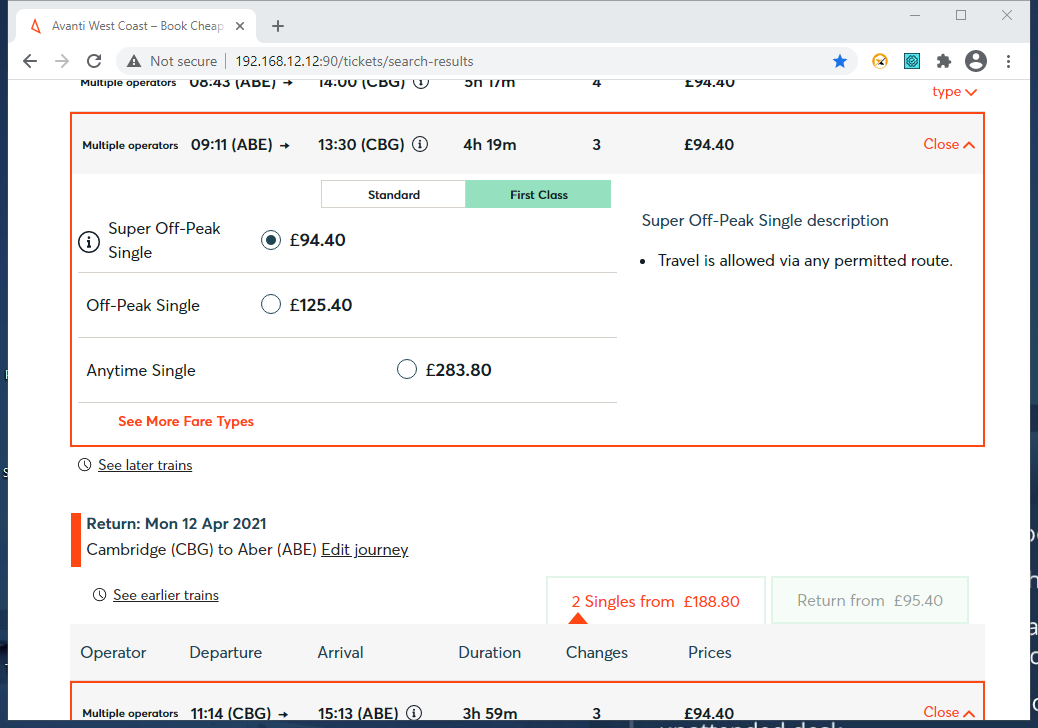 Avanti West Coast – Book Cheap
Not secure 192.168.12.12:90/tickets/search-results
Multiple operators 08:43 (ABE) → 14:00 (CBG) 5h 17m 4 £94.40
type
Multiple operators 09:11 (ABE) → 13:30 (CBG) 4h 19m 3 £94.40 Close
Standard First Class
Super Off-Peak
Single £94.40
Super Off-Peak Single description
• Travel is allowed via any permitted route.
Off-Peak Single £125.40
Anytime Single £283.80
See More Fare Types
See later trains
Return: Mon 12 Apr 2021
Cambridge (CBG) to Aber (ABE) Edit journey
See earlier trains
2 Singles from £188.80 Return from £95.40
Operator Departure Arrival Duration Changes Prices
Multiple operators 11:14 (CBG) → 15:13 (ABE) 3h 59m 3 £94.40 Close